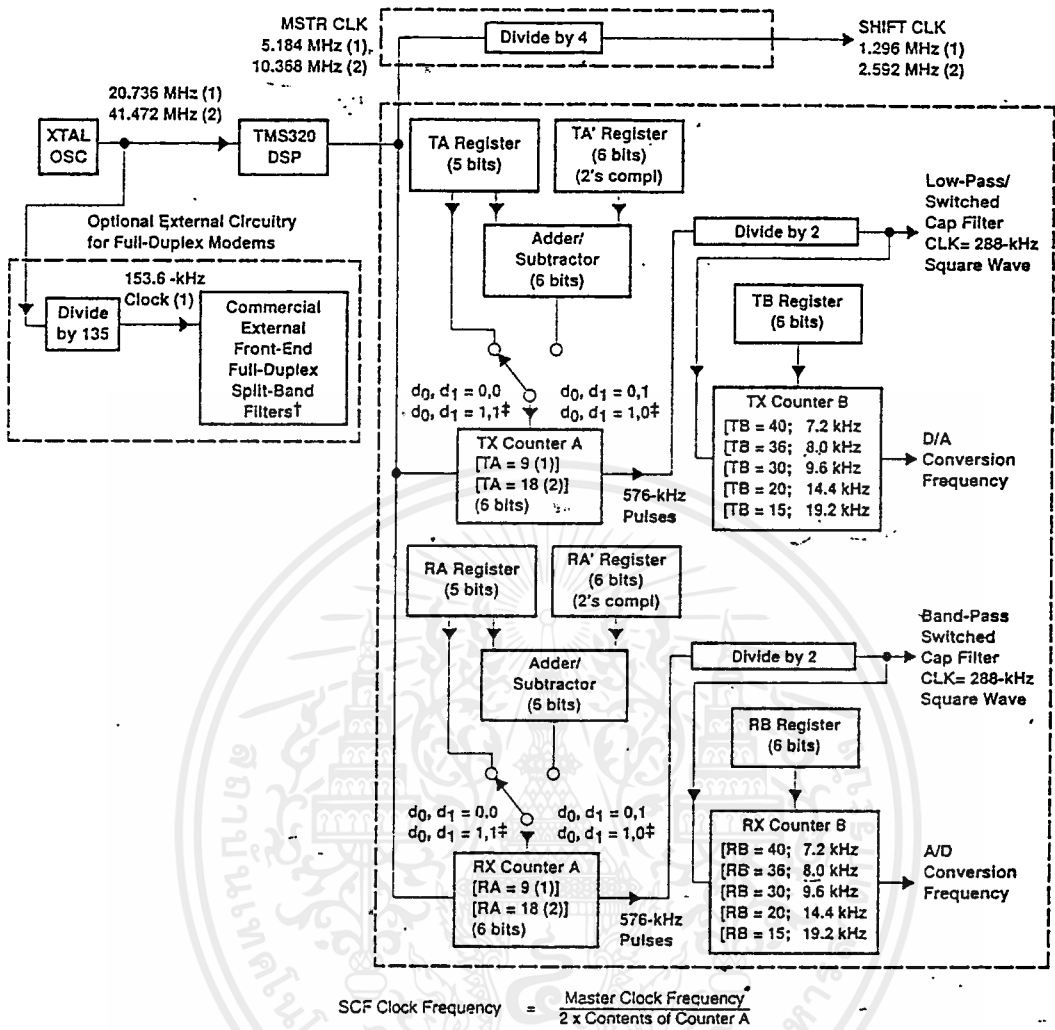 MSTR CLK
5.184 MHz (1)
10.368 MHz (2)
Divide by 4
SHIFT CLK
1.296 MHz (1)
2.592 MHz (2)
20.736 MHz (1)
41.472 MHz (2)
XTAL
OSC
TMS320
DSP
Optional External Circuitry
for Full-Duplex Modems
153.6 -kHz
Clock (1)
Divide
by 135
Commercial
External
Front-End
Full-Duplex
Split-Band
Filters†
TA Register
(5 bits)
TA' Register
(6 bits)
(2's compl)
Adder/
Subtractor
(6 bits)
d0, d1 = 0,0
d0, d1 = 1,1‡
d0, d1 = 0,1
d0, d1 = 1,0‡
TX Counter A
[TA = 9 (1)]
[TA = 18 (2)]
(6 bits)
576-kHz
Pulses
Divide by 2
Low-Pass/
Switched
Cap Filter
CLK= 288-kHz
Square Wave
TB Register
(6 bits)
TX Counter B
[TB = 40; 7.2 kHz
[TB = 36; 8.0 kHz
[TB = 30; 9.6 kHz
[TB = 20; 14.4 kHz
[TB = 15; 19.2 kHz
D/A
Conversion
Frequency
RA Register
(5 bits)
RA' Register
(6 bits)
(2's compl)
Adder/
Subtractor
(6 bits)
d0, d1 = 0,0
d0, d1 = 1,1‡
d0, d1 = 0,1
d0, d1 = 1,0‡
RX Counter A
[RA = 9 (1)]
[RA = 18 (2)]
(6 bits)
576-kHz
Pulses
Divide by 2
Band-Pass
Switched
Cap Filter
CLK= 288-kHz
Square Wave
RB Register
(6 bits)
RX Counter B
[RB = 40; 7.2 kHz
[RB = 36; 8.0 kHz
[RB = 30; 9.6 kHz
[RB = 20; 14.4 kHz
[RB = 15; 19.2 kHz
A/D
Conversion
Frequency
SCF Clock Frequency = Master Clock Frequency
2 x Contents of Counter A